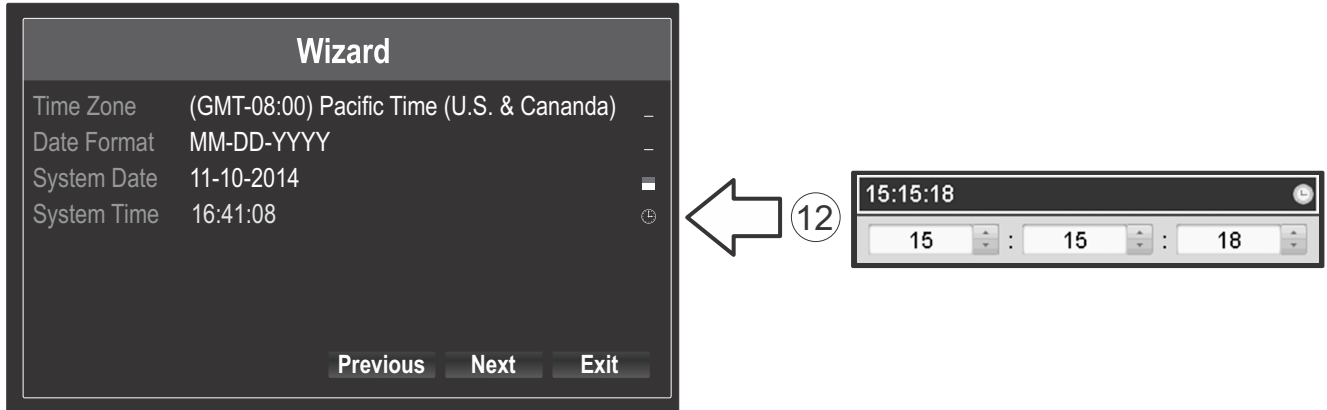 Wizard
Time Zone (GMT-08:00) Pacific Time (U.S. & Cananda) _
Date Format MM-DD-YYYY _
System Date 11-10-2014
System Time 16:41:08
Previous Next Exit
12
15:15:18
15 : 15 : 18